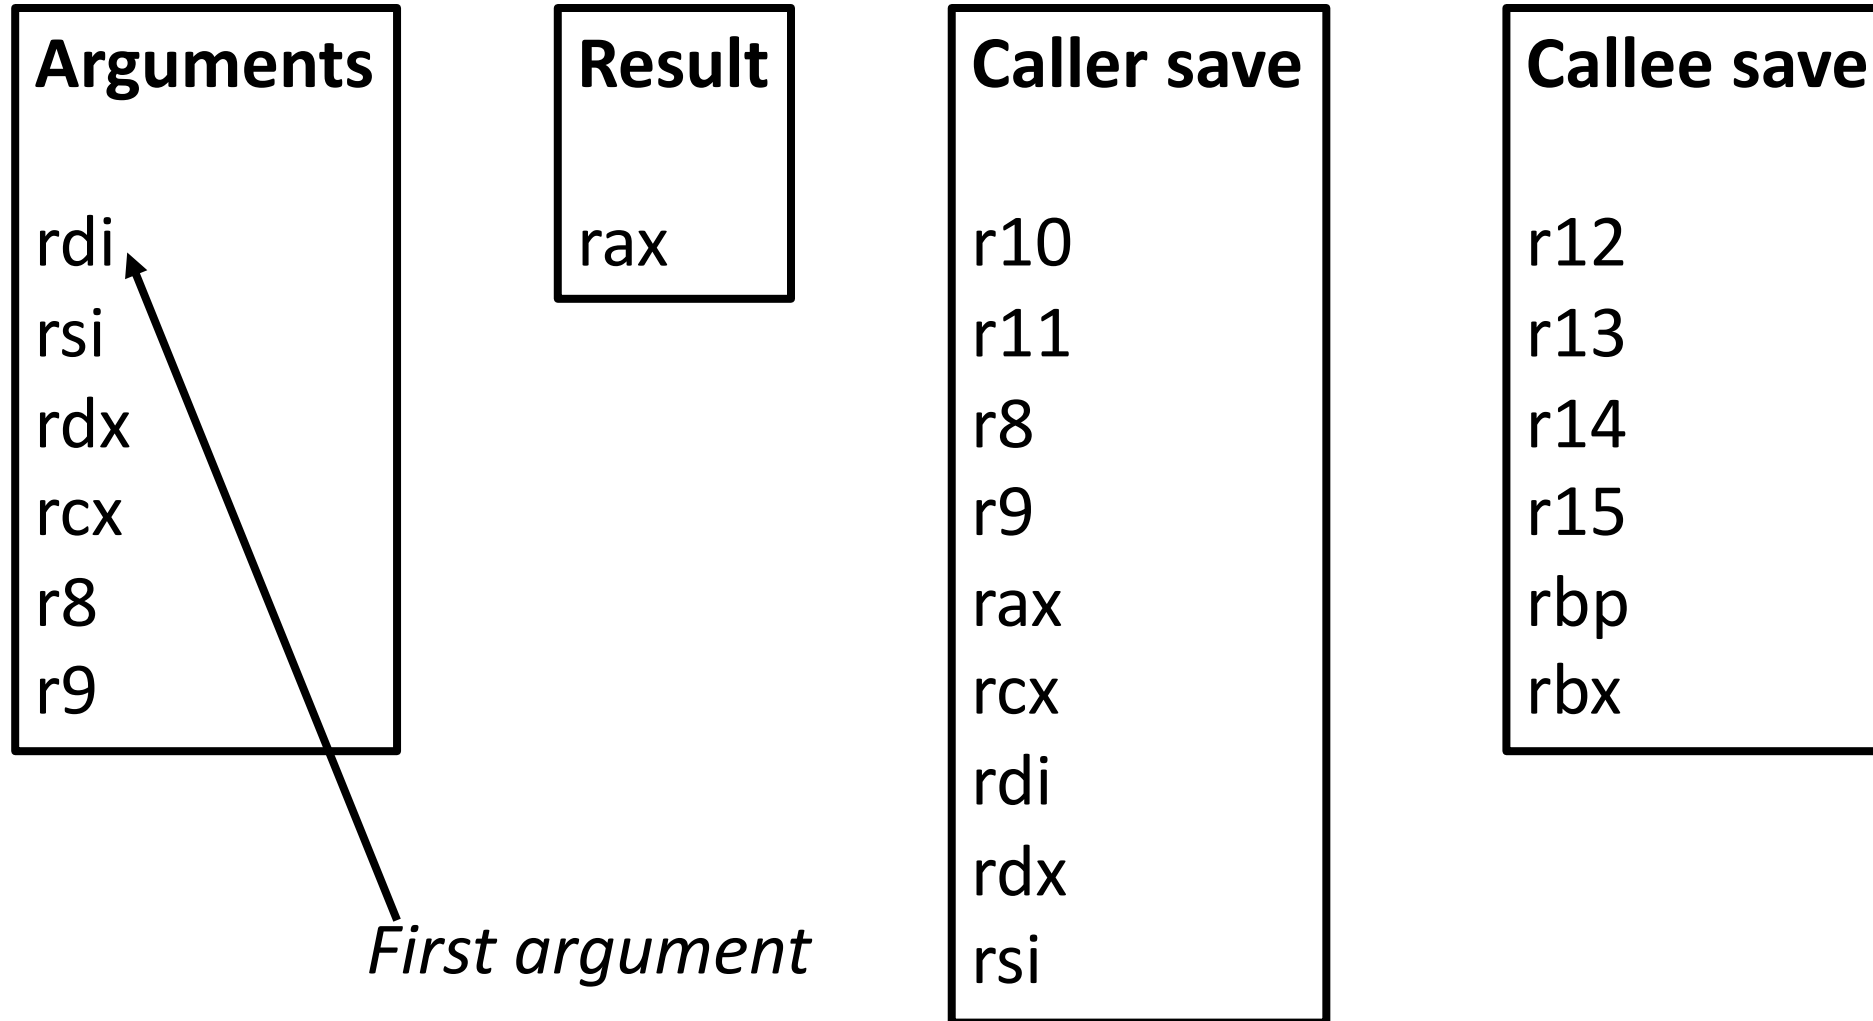 Arguments
rdi
rsi
rdx
rcx
r8
r9
First argument
Result
rax
Caller save
r10
r11
r8
r9
rax
rcx
rdi
rdx
rsi
Callee save
r12
r13
r14
r15
rbp
rbx